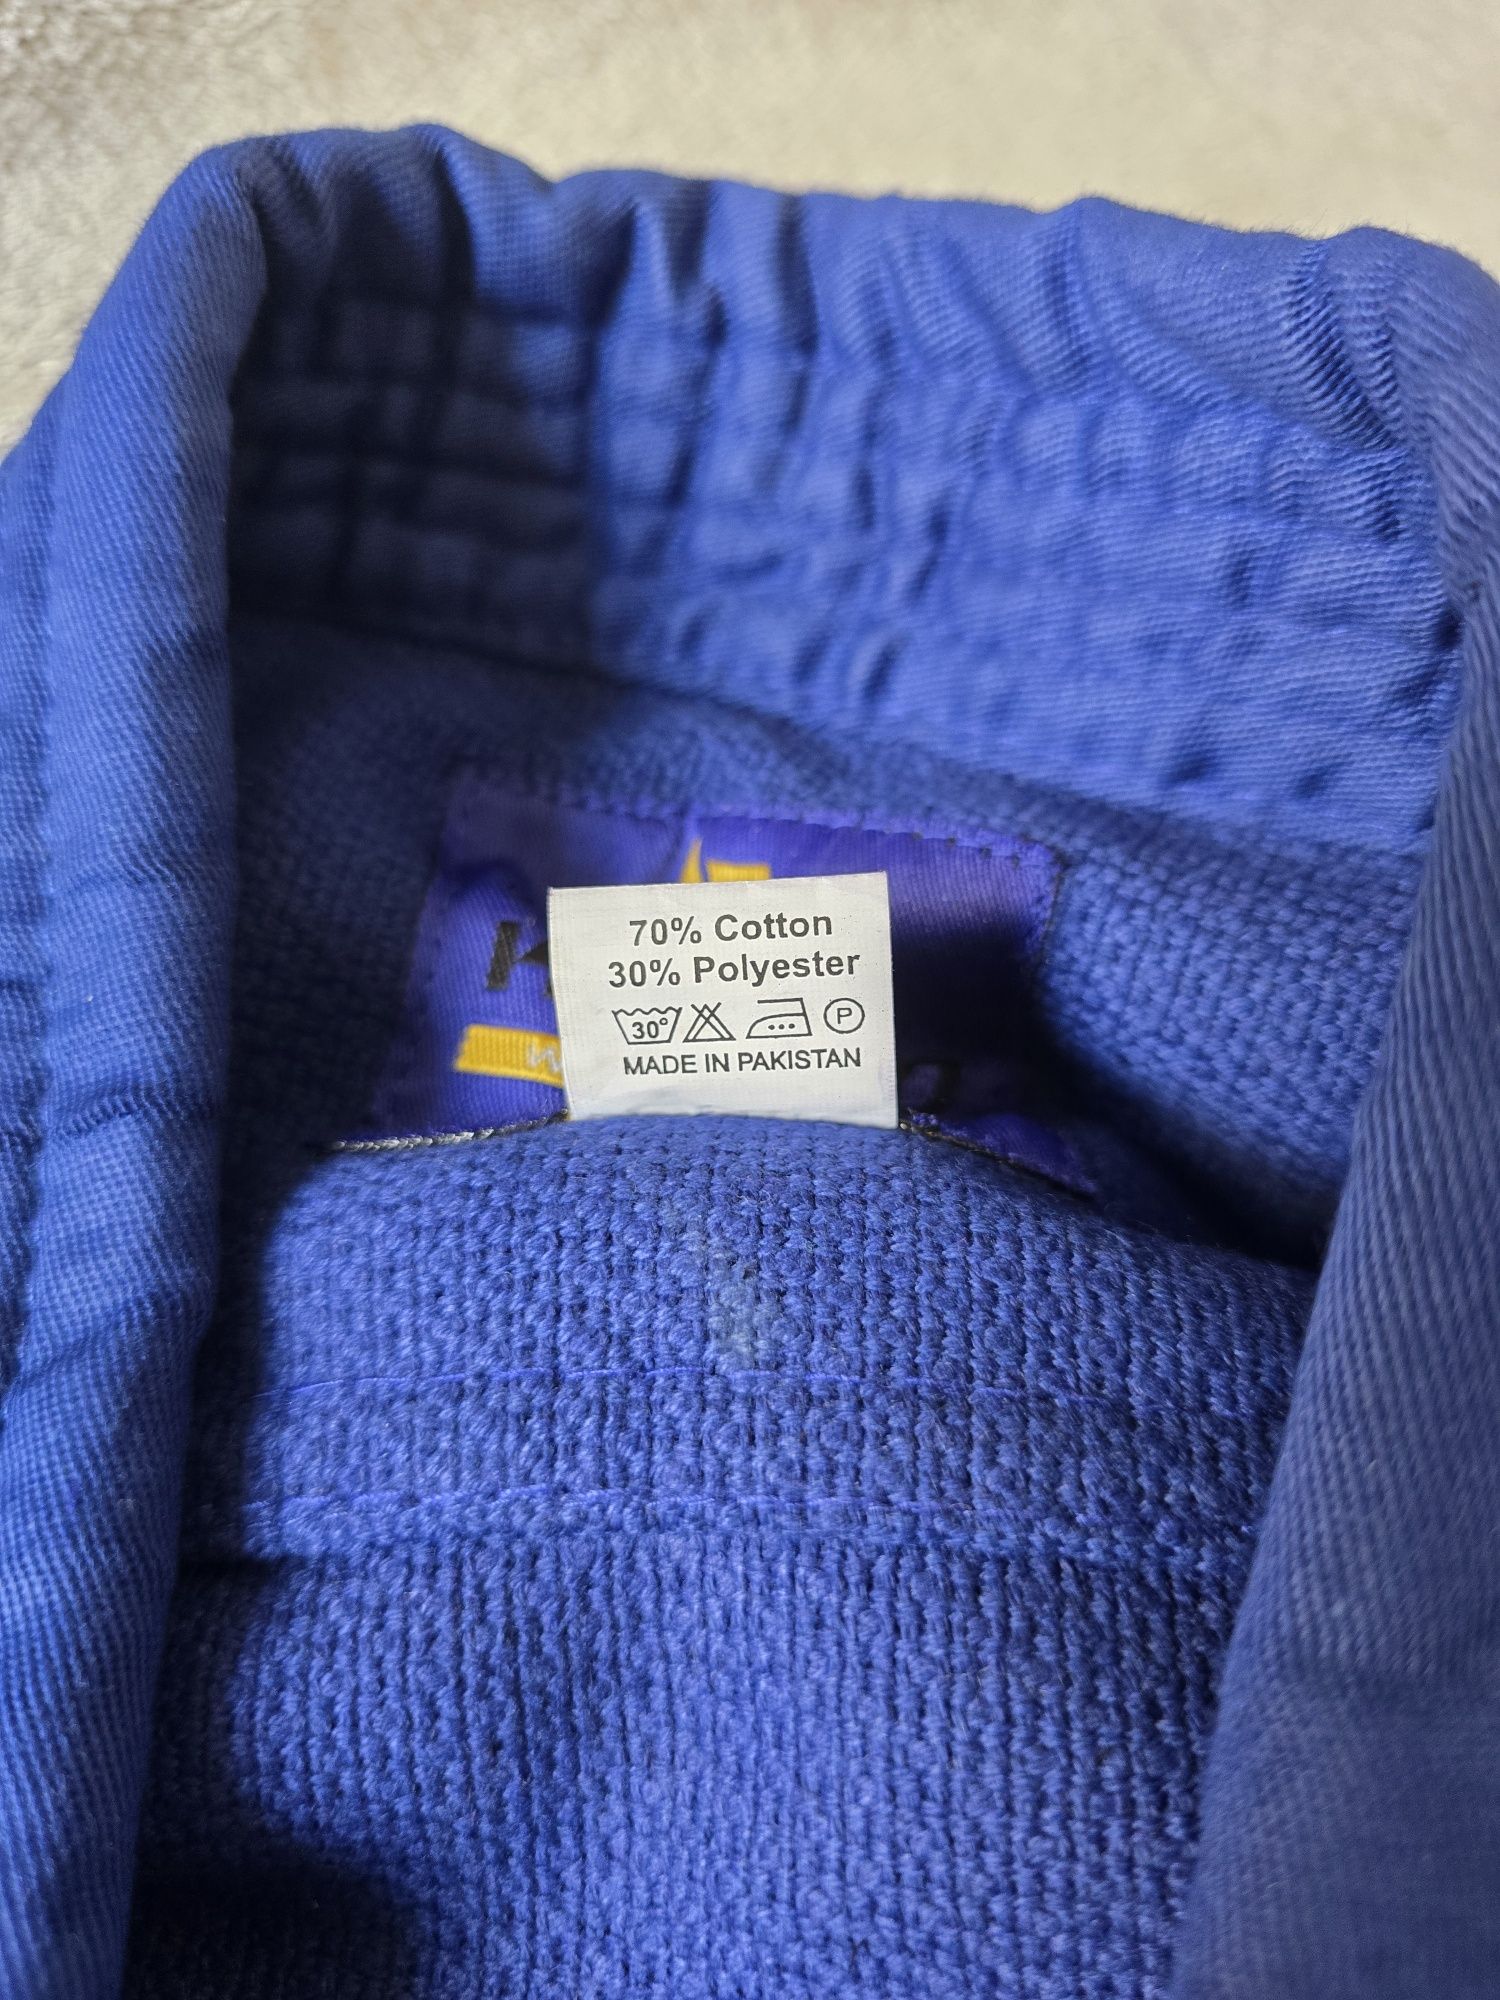 70% Cotton
30% Polyester
30° P
MADE IN PAKISTAN